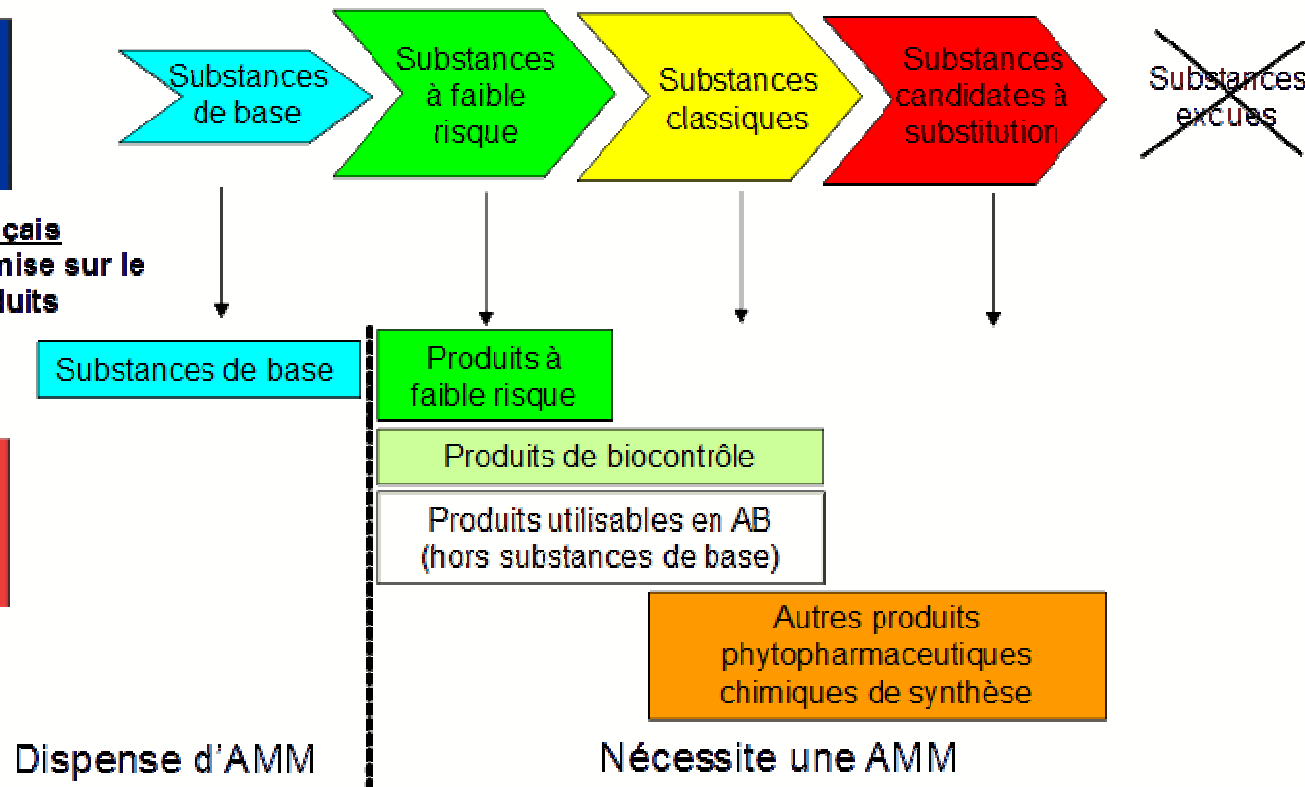 Substances
de base
Substances
à faible
risque
Substances
classiques
Substances
candidates à
substitution
Substances
excues
çais
mise sur le
duits
Substances de base
Produits à
faible risque
Produits de biocontrôle
Produits utilisables en AB
(hors substances de base)
Autres produits
phytopharmaceutiques
chimiques de synthèse
Dispense d'AMM
Nécessite une AMM